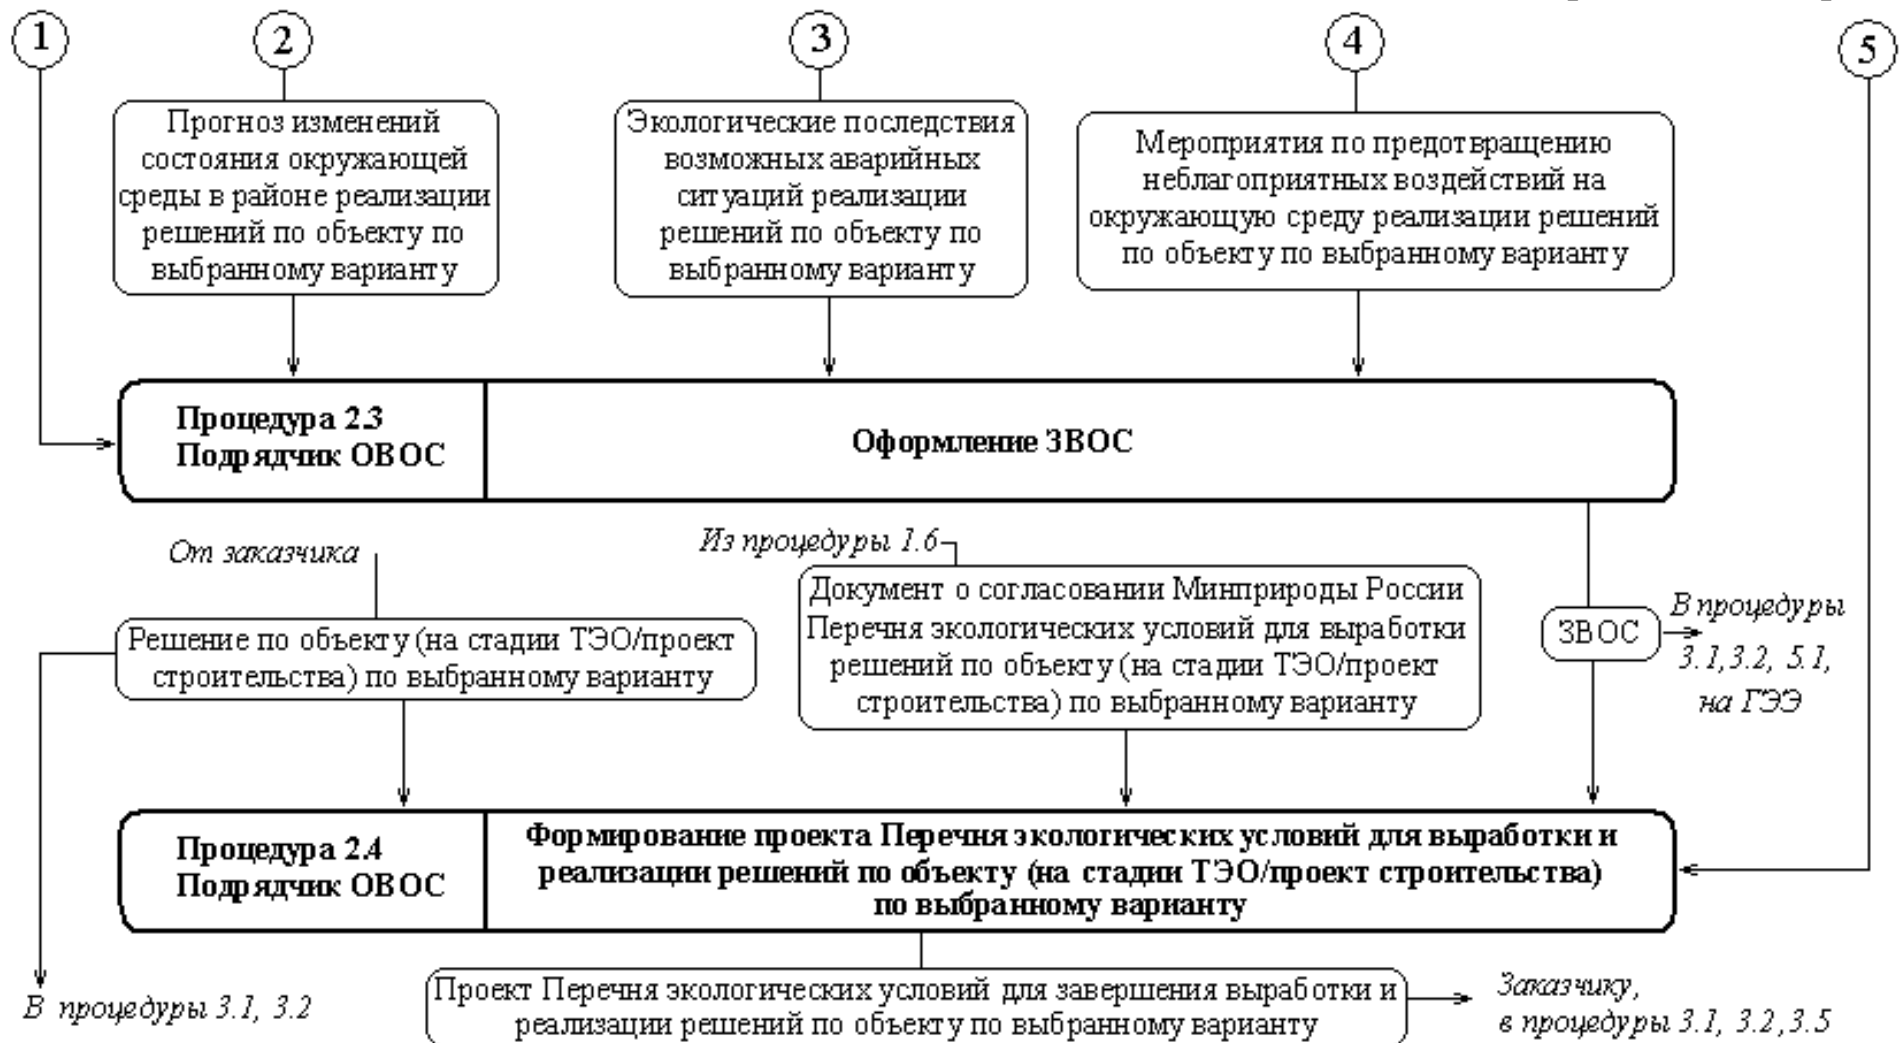 1
2
3
4
5
Прогноз изменений
состояния окружающей
среды в районе реализации
решений по объекту по
выбранному варианту
Экологические последствия
возможных аварийных
ситуаций реализации
решений по объекту по
выбранному варианту
Мероприятия по предотвращению
неблагоприятных воздействий на
окружающую среду реализации решений
по объекту по выбранному варианту
Процедура 2.3
Подрядчик ОВОС
Оформление ЗВОС
От заказчика
Из процедуры 1.6
Решение по объекту (на стадии ТЭО/проект
строительства) по выбранному варианту
Документ о согласовании Минприроды России
Перечня экологических условий для выработки
решений по объекту (на стадии ТЭО/проект
строительства) по выбранному варианту
ЗВОС
В процедуры
3.1,3.2, 5.1,
на ГЭЭ
Процедура 2.4
Подрядчик ОВОС
Формирование проекта Перечня экологических условий для выработки и
реализации решений по объекту (на стадии ТЭО/проект строительства)
по выбранному варианту
В процедуры 3.1, 3.2
Проект Перечня экологических условий для завершения выработки и
реализации решений по объекту по выбранному варианту
Заказчику,
в процедуры 3.1, 3.2,3.5